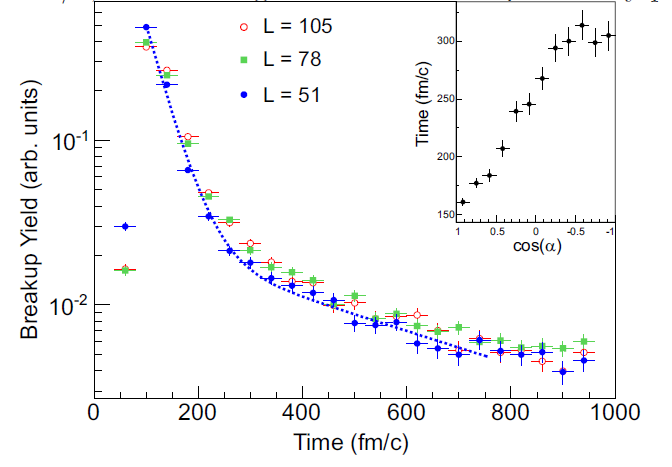 L = 105
L = 78
L = 51
Breakup Yield (arb. units)
10⁻¹
10⁻²
0
200
400
600
800
1000
Time (fm/c)
Time (fm/c)
300
250
200
150
1
0.5
0
-0.5
-1
cos(α)